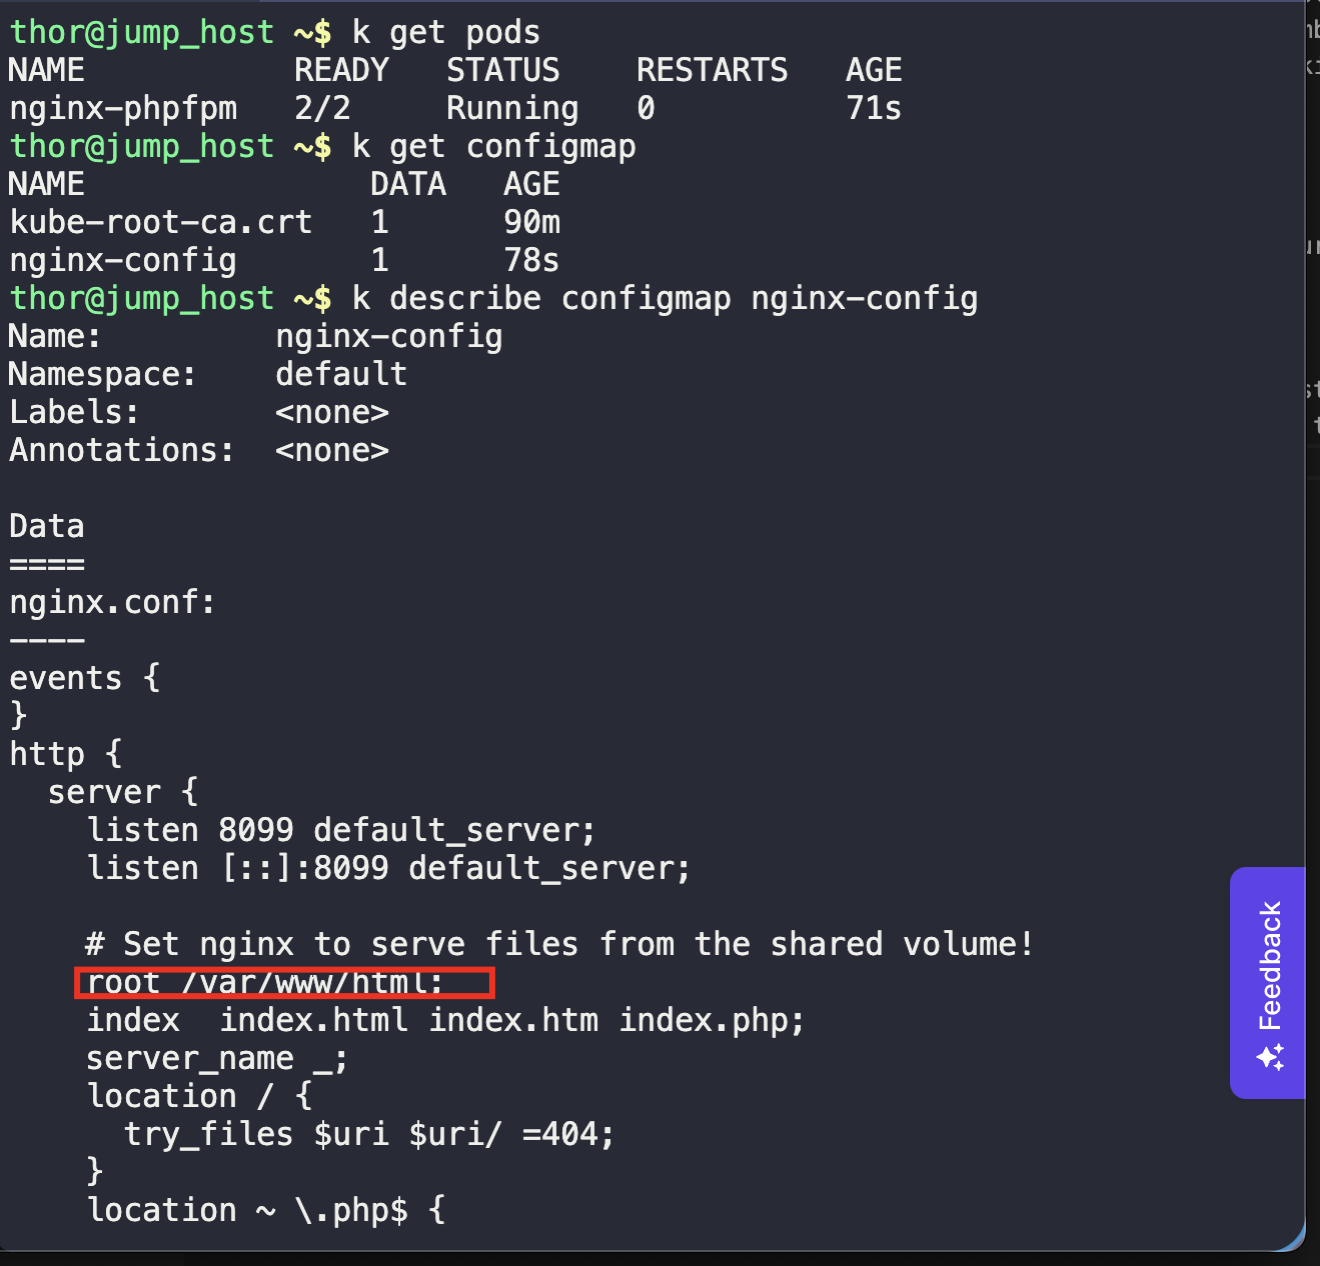 thor@jump_host ~$ k get pods
NAME           READY   STATUS    RESTARTS   AGE
nginx-phpfpm   2/2     Running   0          71s
thor@jump_host ~$ k get configmap
NAME               DATA   AGE
kube-root-ca.crt   1      90m
nginx-config       1      78s
thor@jump_host ~$ k describe configmap nginx-config
Name:         nginx-config
Namespace:    default
Labels:       <none>
Annotations:  <none>

Data
====
nginx.conf:
----
events {
}
http {
  server {
    listen 8099 default_server;
    listen [::]:8099 default_server;

    # Set nginx to serve files from the shared volume!
    root /var/www/html;
    index  index.html index.htm index.php;
    server_name _;
    location / {
      try_files $uri $uri/ =404;
    }
    location ~ \.php$ {
Feedback